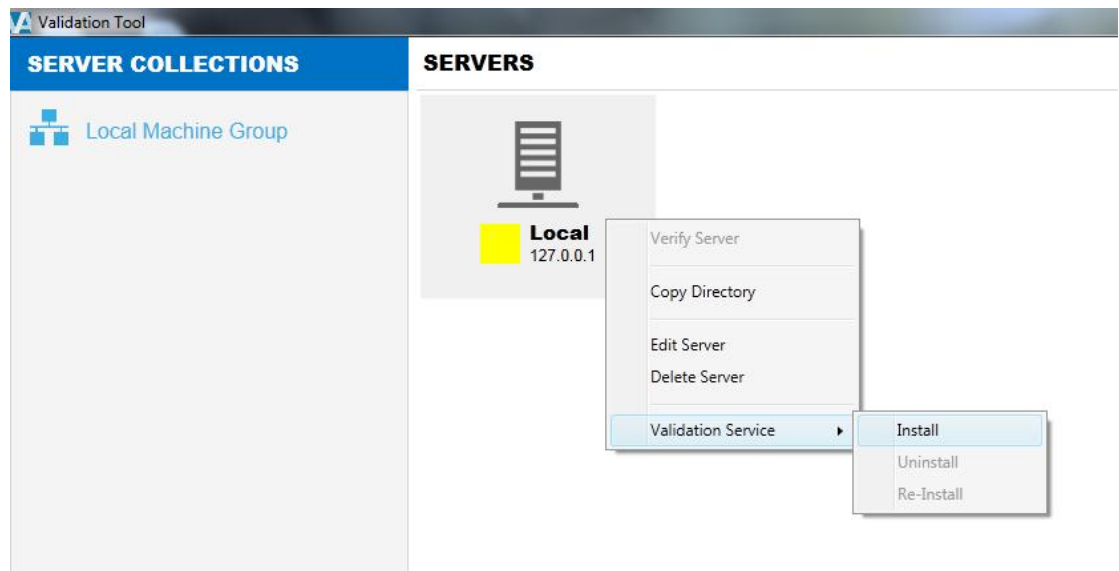 Validation Tool
SERVER COLLECTIONS
SERVERS
Local Machine Group
Local
127.0.0.1
Verify Server
Copy Directory
Edit Server
Delete Server
Validation Service
Install
Uninstall
Re-Install